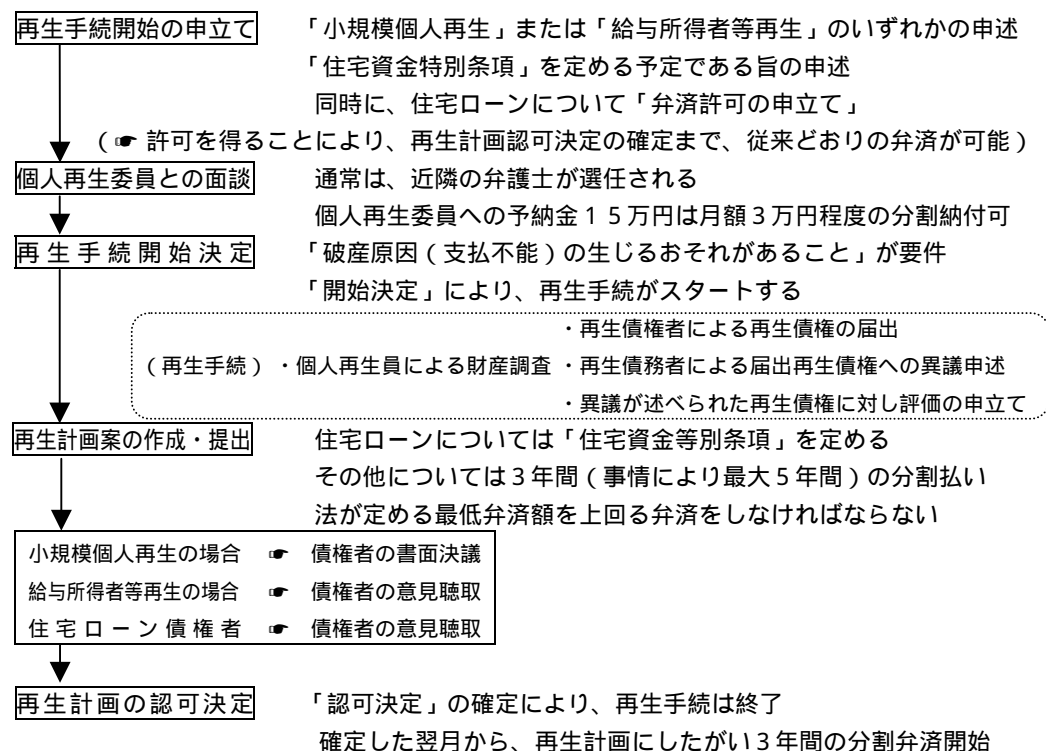 再生手続開始の申立て 「小規模個人再生」または「給与所得者等再生」のいずれかの申述
「住宅資金特別条項」を定める予定である旨の申述
同時に、住宅ローンについて「弁済許可の申立て」
(☛ 許可を得ることにより、再生計画認可決定の確定まで、従来どおりの弁済が可能)
個人再生委員との面談 通常は、近隣の弁護士が選任される
個人再生委員への予納金15万円は月額3万円程度の分割納付可
再生手続開始決定 「破産原因(支払不能)の生じるおそれがあること」が要件
「開始決定」により、再生手続がスタートする
・再生債権者による再生債権の届出
(再生手続) ・個人再生員による財産調査 ・再生債務者による届出再生債権への異議申述
・異議が述べられた再生債権に対し評価の申立て
再生計画案の作成・提出 住宅ローンについては「住宅資金等別条項」を定める
その他については3年間(事情により最大5年間)の分割払い
法が定める最低弁済額を上回る弁済をしなければならない
小規模個人再生の場合 ☛ 債権者の書面決議
給与所得者等再生の場合 ☛ 債権者の意見聴取
住宅ローン債権者 ☛ 債権者の意見聴取
再生計画の認可決定 「認可決定」の確定により、再生手続は終了
確定した翌月から、再生計画にしたがい3年間の分割弁済開始